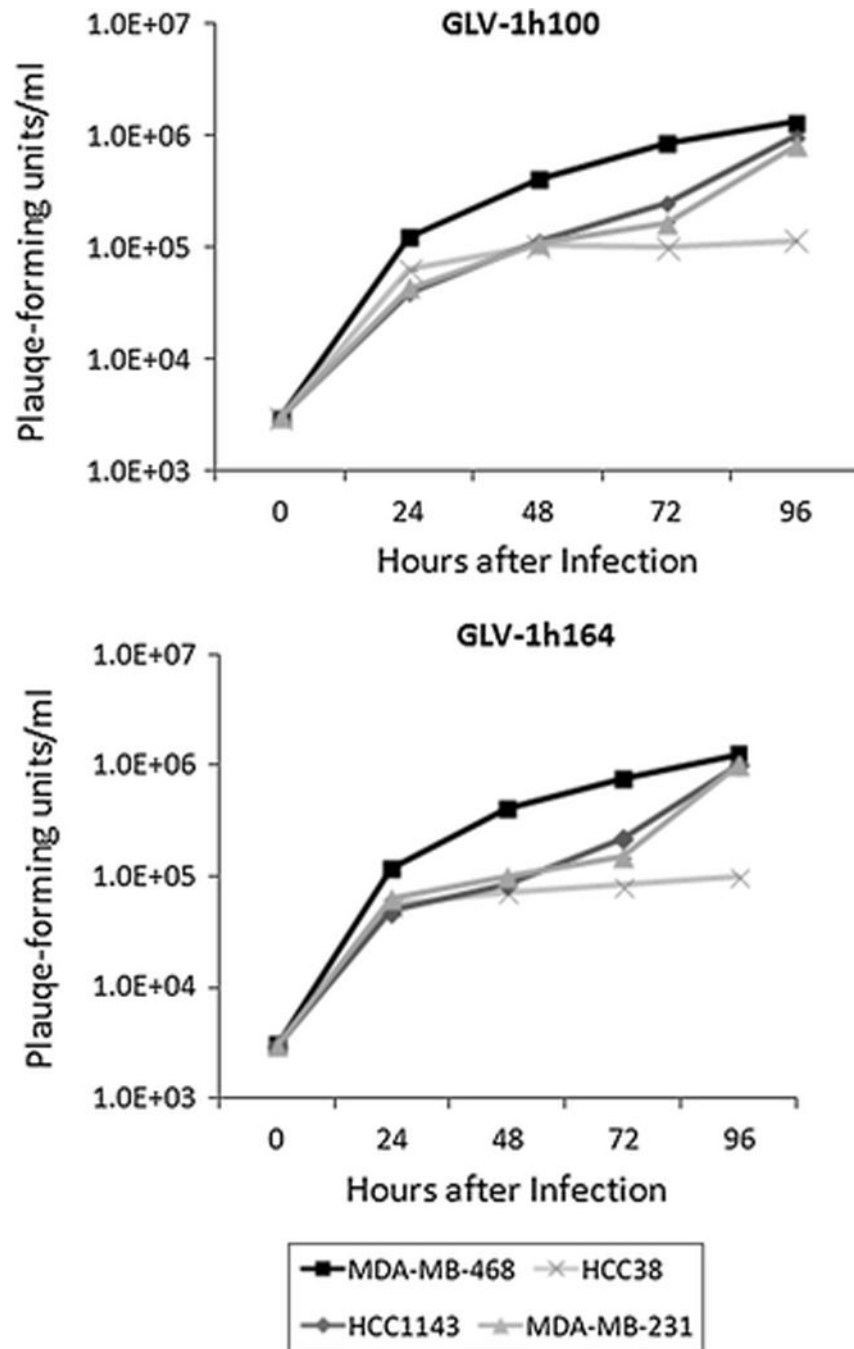 GLV-1h100
1.0E+07
1.0E+06
1.0E+05
1.0E+04
1.0E+03
Plauqe-forming units/ml
0 24 48 72 96
Hours after Infection
GLV-1h164
1.0E+07
1.0E+06
1.0E+05
1.0E+04
1.0E+03
Plauqe-forming units/ml
0 24 48 72 96
Hours after Infection
MDA-MB-468 HCC38
HCC1143 MDA-MB-231